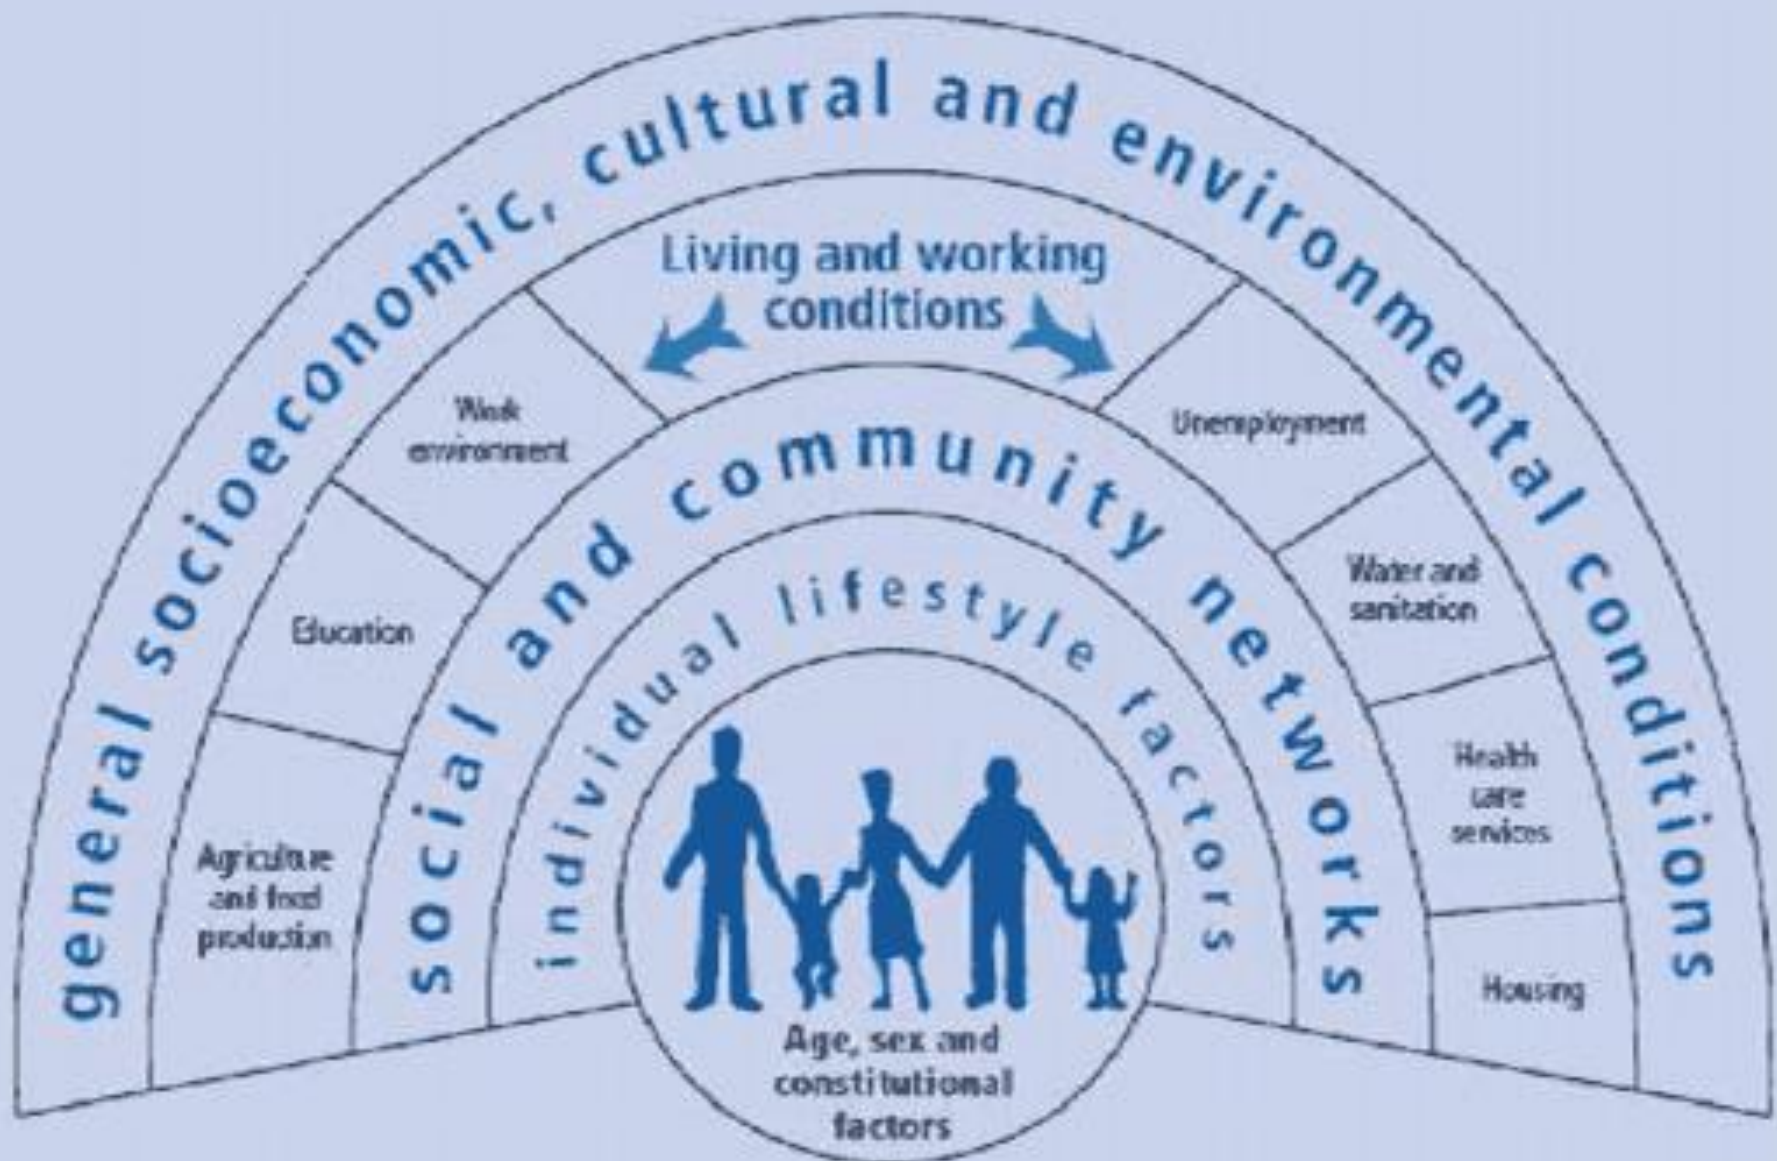 general socioeconomic, cultural and environmental conditions
Living and working
conditions
Work
environment
Unemployment
Education
Water and
sanitation
Agriculture
and food
production
Health
care
services
Housing
social and community networks
individual lifestyle factors
Age, sex and
constitutional
factors